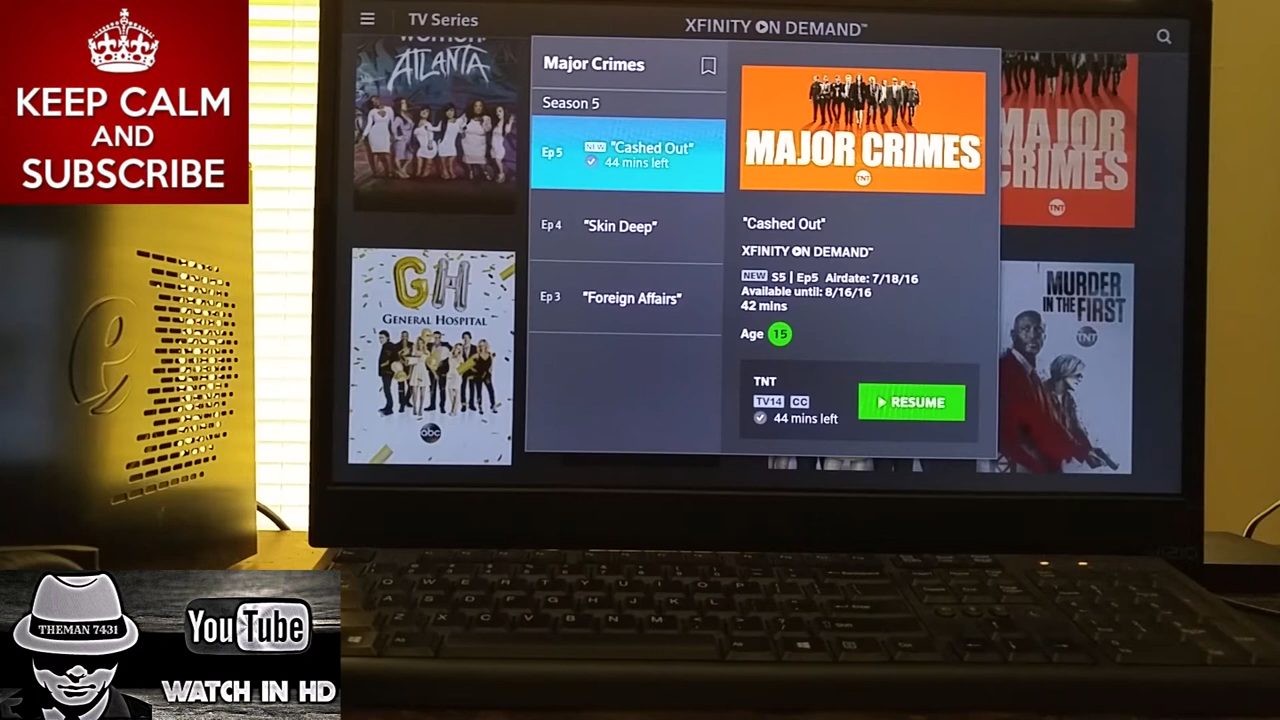 KEEP CALM
AND
SUBSCRIBE
TV Series
XFINITY ON DEMAND™
ATLANTA
Major Crimes
Season 5
Ep 5
NEW "Cashed Out"
44 mins left
Ep 4 "Skin Deep"
Ep 3 "Foreign Affairs"
MAJOR CRIMES
TNT
"Cashed Out"
XFINITY ON DEMAND™
NEW S5 | Ep5 Airdate: 7/18/16
Available until: 8/16/16
42 mins
Age 15
TNT
TV14 CC
44 mins left
RESUME
MAJOR
CRIMES
TNT
GH
GENERAL HOSPITAL
abc
MURDER
IN THE FIRST
TNT
e
THEMAN 7431
YouTube
WATCH IN HD